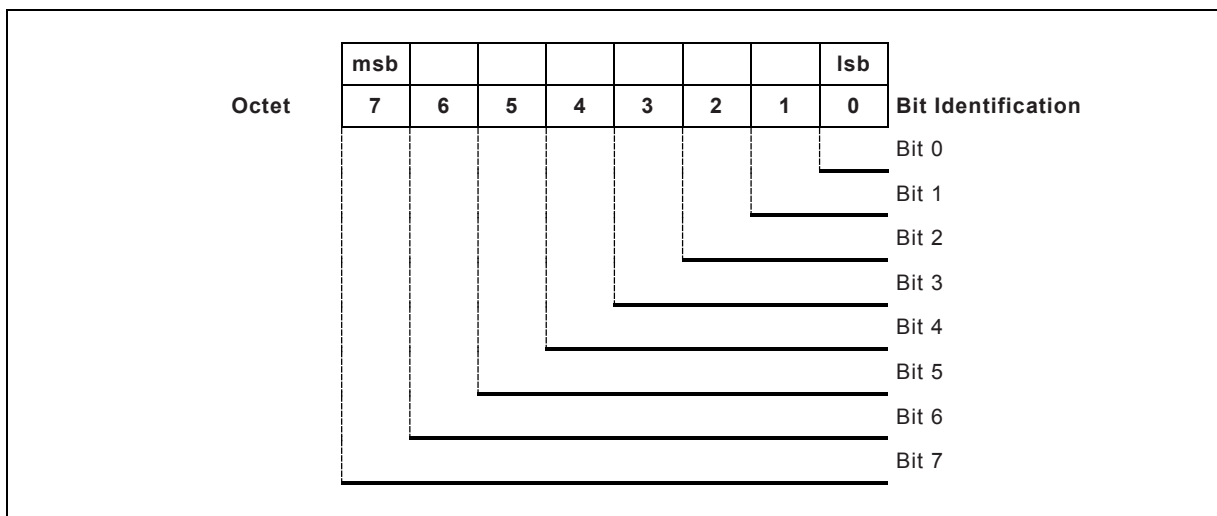 msb lsb
Octet 7 6 5 4 3 2 1 0 Bit Identification
Bit 0
Bit 1
Bit 2
Bit 3
Bit 4
Bit 5
Bit 6
Bit 7